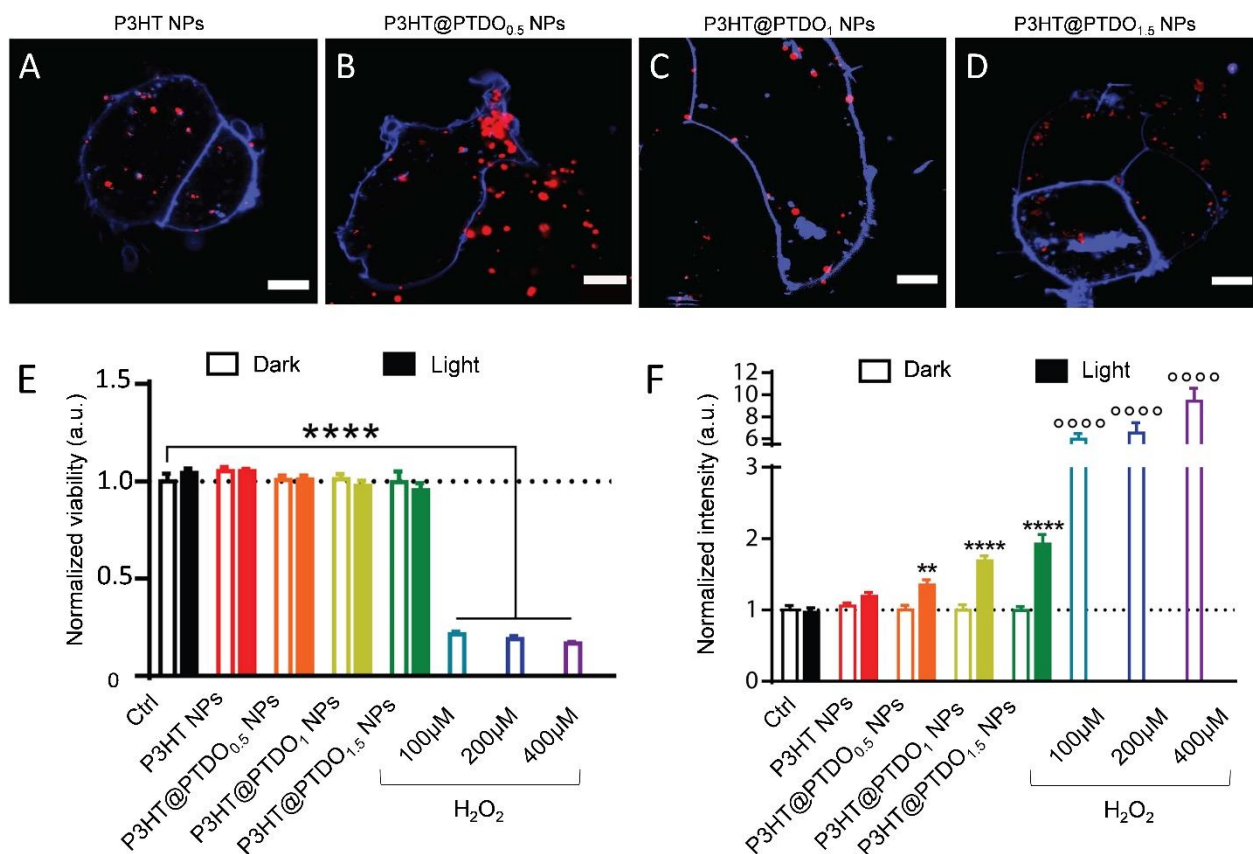 P3HT NPs
P3HT@PTDO₀.₅ NPs
P3HT@PTDO₁ NPs
P3HT@PTDO₁.₅ NPs
A
B
C
D
E
Dark
Light
Normalized viability (a.u.)
1.5
1.0
0.5
0
****
Ctrl
P3HT NPs
P3HT@PTDO₀.₅ NPs
P3HT@PTDO₁ NPs
P3HT@PTDO₁.₅ NPs
100µM
200µM
400µM
H₂O₂
F
Dark
Light
Normalized intensity (a.u.)
12
10
8
6
3
2
1
0
**
****
****
°°°°
°°°°
°°°°
Ctrl
P3HT NPs
P3HT@PTDO₀.₅ NPs
P3HT@PTDO₁ NPs
P3HT@PTDO₁.₅ NPs
100µM
200µM
400µM
H₂O₂